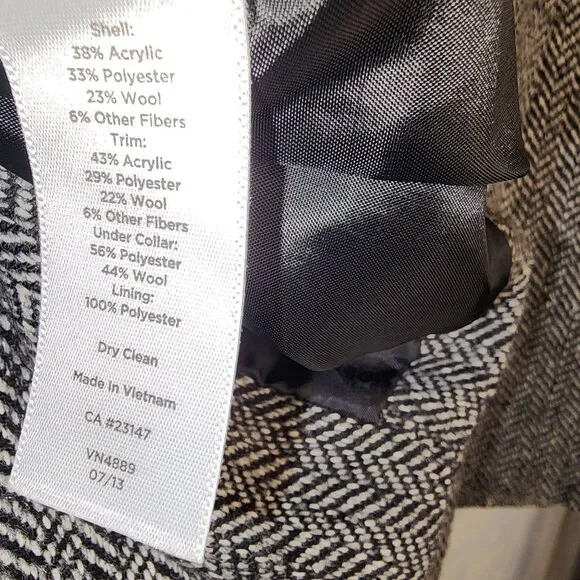 Shell:
38% Acrylic
33% Polyester
23% Wool
6% Other Fibers
Trim:
43% Acrylic
29% Polyester
22% Wool
6% Other Fibers
Under Collar:
56% Polyester
44% Wool
Lining:
100% Polyester
Dry Clean
Made in Vietnam
CA #23147
VN4889
07/13